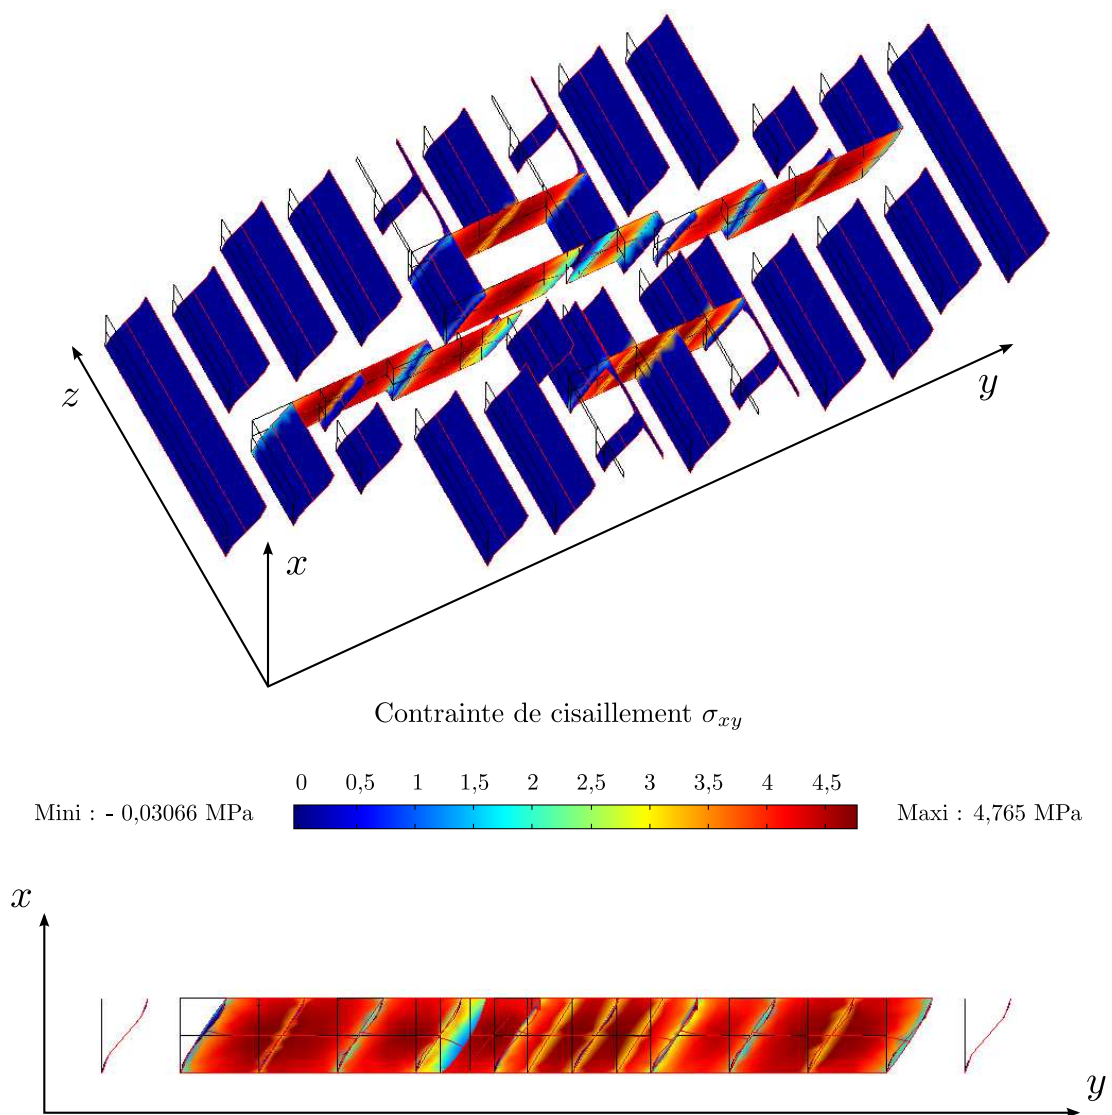 z
y
x
Contrainte de cisaillement σxy
0 0,5 1 1,5 2 2,5 3 3,5 4 4,5
Mini : - 0,03066 MPa
Maxi : 4,765 MPa
x
y